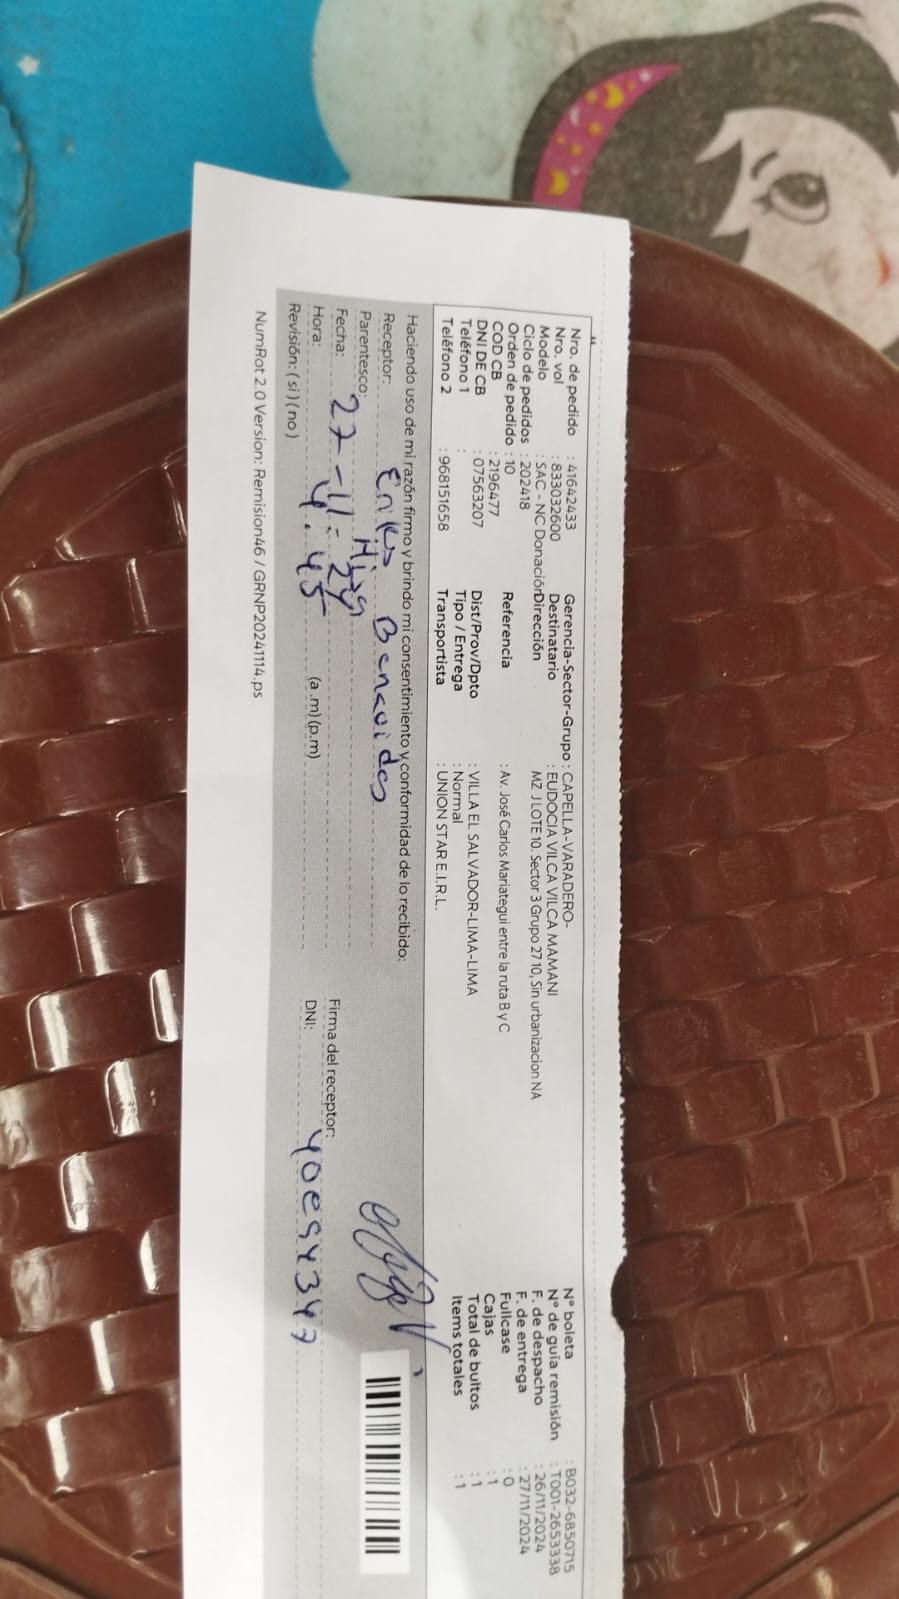 Nro. de pedido : 41642433
Nro. vol : 833032600
Modelo : SAC - NC Donación
Ciclo de pedidos : 202418
Orden de pedido : 10
COD CB : 2196477
DNI DE CB : 07563207
Teléfono 1 :
Teléfono 2 : 968151658
Gerencia-Sector-Grupo : CAPELLA-VARADERO-
Destinatario : EUDOCIA VILCA VILCA MAMANI
Dirección MZ J LOTE 10. Sector 3 Grupo 27 10, Sin urbanizacion NA
Referencia : Av. José Carlos Mariategui entre la ruta B y C
Dist/Prov/Dpto : VILLA EL SALVADOR-LIMA-LIMA
Tipo / Entrega : Normal
Transportista : UNION STAR E.I.R.L.
N° boleta : B032-6850715
N° de guía remisión : T001-2653338
F. de despacho : 26/11/2024
F. de entrega : 27/11/2024
Fullcase : 0
Cajas : 1
Total de bultos : 1
Items totales : 1
Haciendo uso de mi razón firmo y brindo mi consentimiento y conformidad de lo recibido:
Receptor: Erika Benavides
Parentesco: Hija
Fecha: 27-11-24
Hora: 4.45 (a .m) (p.m)
Revisión: ( si ) ( no )
Firma del receptor:
DNI:
NumRot 2.0 Version: Remision46 / GRNP20241114.ps